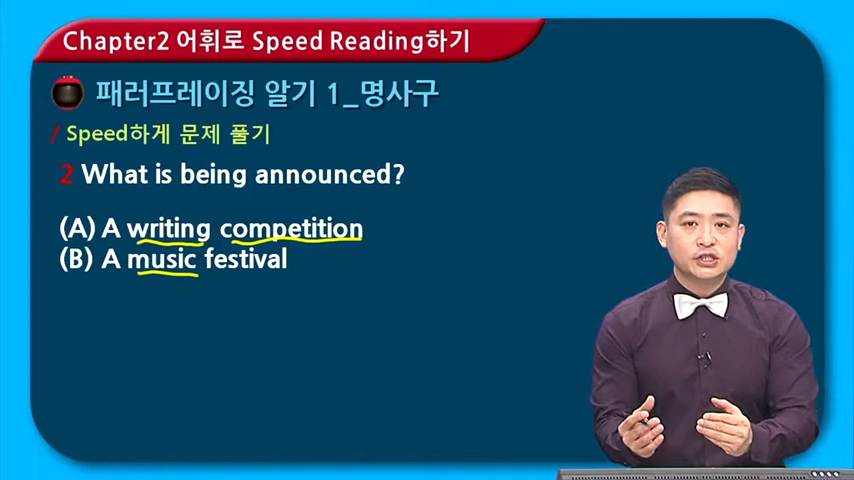 Chapter2 어휘로 Speed Reading하기
패러프레이징 알기 1_명사구
/ Speed하게 문제 풀기
2 What is being announced?
(A) A writing competition
(B) A music festival